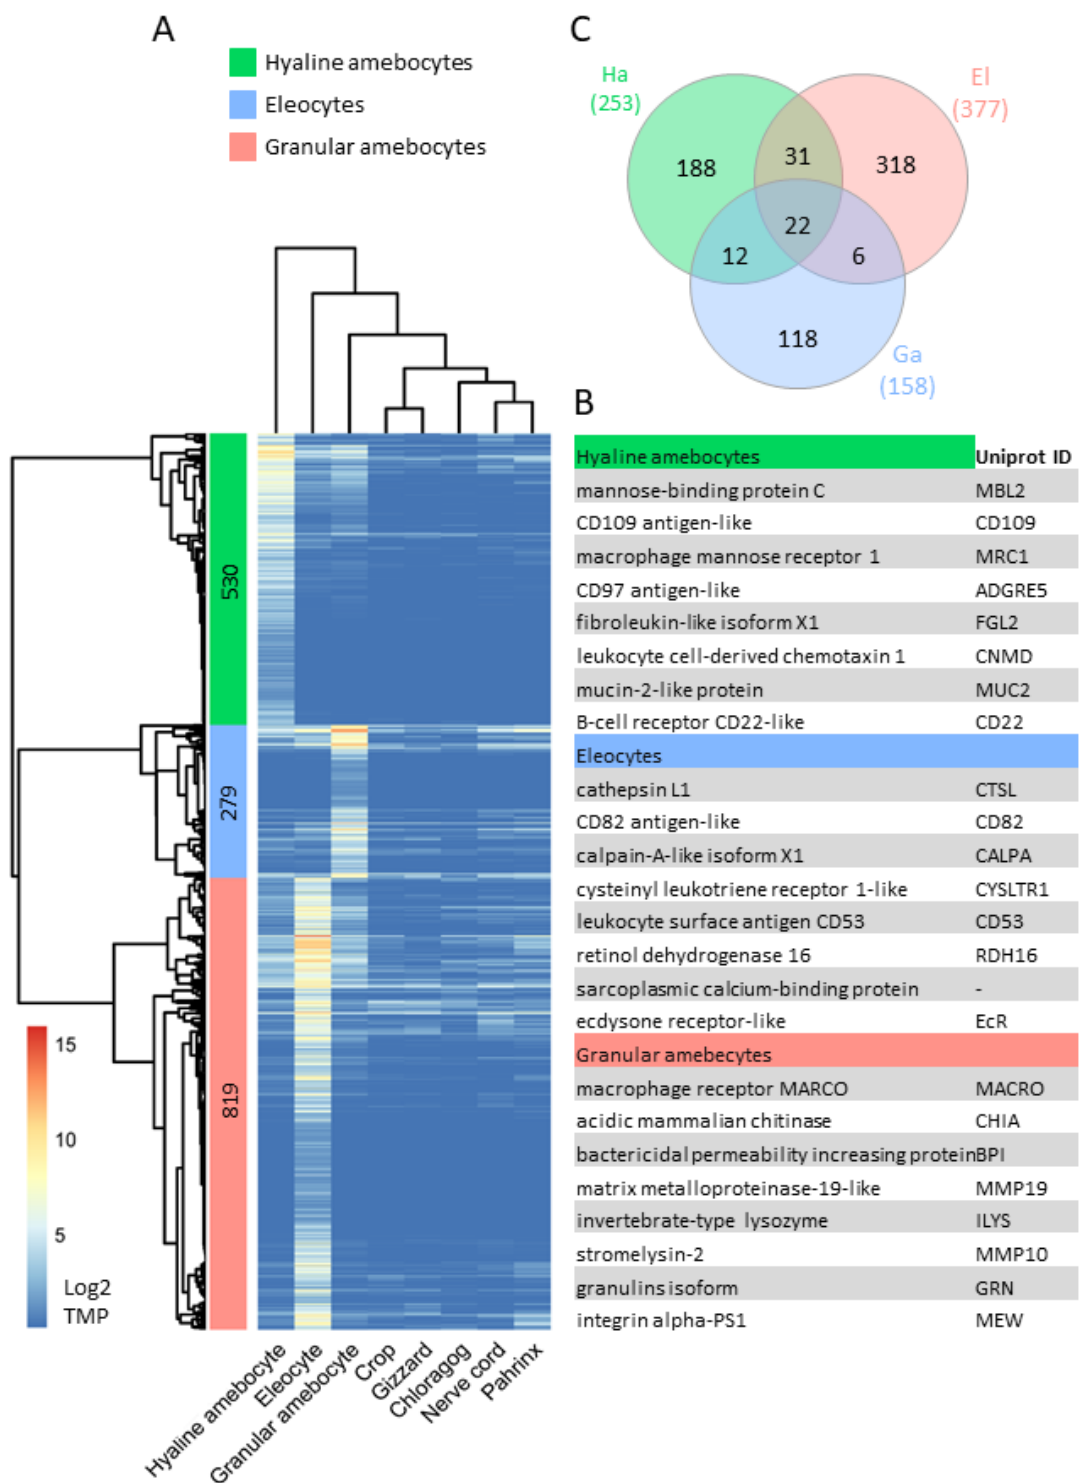 A
Hyaline amebocytes
Eleocytes
Granular amebocytes
C
Ha
(253)
El
(377)
188
31
318
22
12
6
118
Ga
(158)
530
279
819
15
10
5
Log2
TMP
Hyaline amebocyte
Eleocyte
Granular amebocyte
Crop
Gizzard
Chloragog
Nerve cord
Pahrinx
B
Hyaline amebocytes Uniprot ID
mannose-binding protein C MBL2
CD109 antigen-like CD109
macrophage mannose receptor 1 MRC1
CD97 antigen-like ADGRE5
fibroleukin-like isoform X1 FGL2
leukocyte cell-derived chemotaxin 1 CNMD
mucin-2-like protein MUC2
B-cell receptor CD22-like CD22
Eleocytes
cathepsin L1 CTSL
CD82 antigen-like CD82
calpain-A-like isoform X1 CALPA
cysteinyl leukotriene receptor 1-like CYSLTR1
leukocyte surface antigen CD53 CD53
retinol dehydrogenase 16 RDH16
sarcoplasmic calcium-binding protein -
ecdysone receptor-like EcR
Granular amebecytes
macrophage receptor MARCO MACRO
acidic mammalian chitinase CHIA
bactericidal permeability increasing protein BPI
matrix metalloproteinase-19-like MMP19
invertebrate-type lysozyme ILYS
stromelysin-2 MMP10
granulins isoform GRN
integrin alpha-PS1 MEW